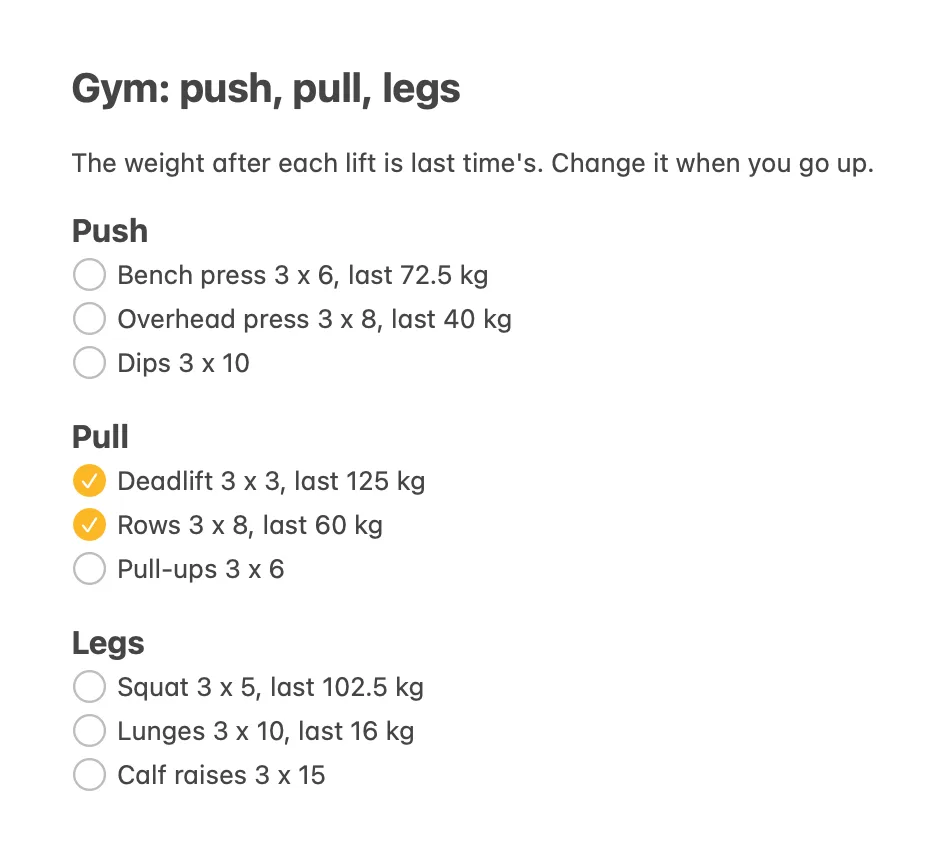 Gym: push, pull, legs
The weight after each lift is last time's. Change it when you go up.
Push
Bench press 3 x 6, last 72.5 kg
Overhead press 3 x 8, last 40 kg
Dips 3 x 10
Pull
Deadlift 3 x 3, last 125 kg
Rows 3 x 8, last 60 kg
Pull-ups 3 x 6
Legs
Squat 3 x 5, last 102.5 kg
Lunges 3 x 10, last 16 kg
Calf raises 3 x 15